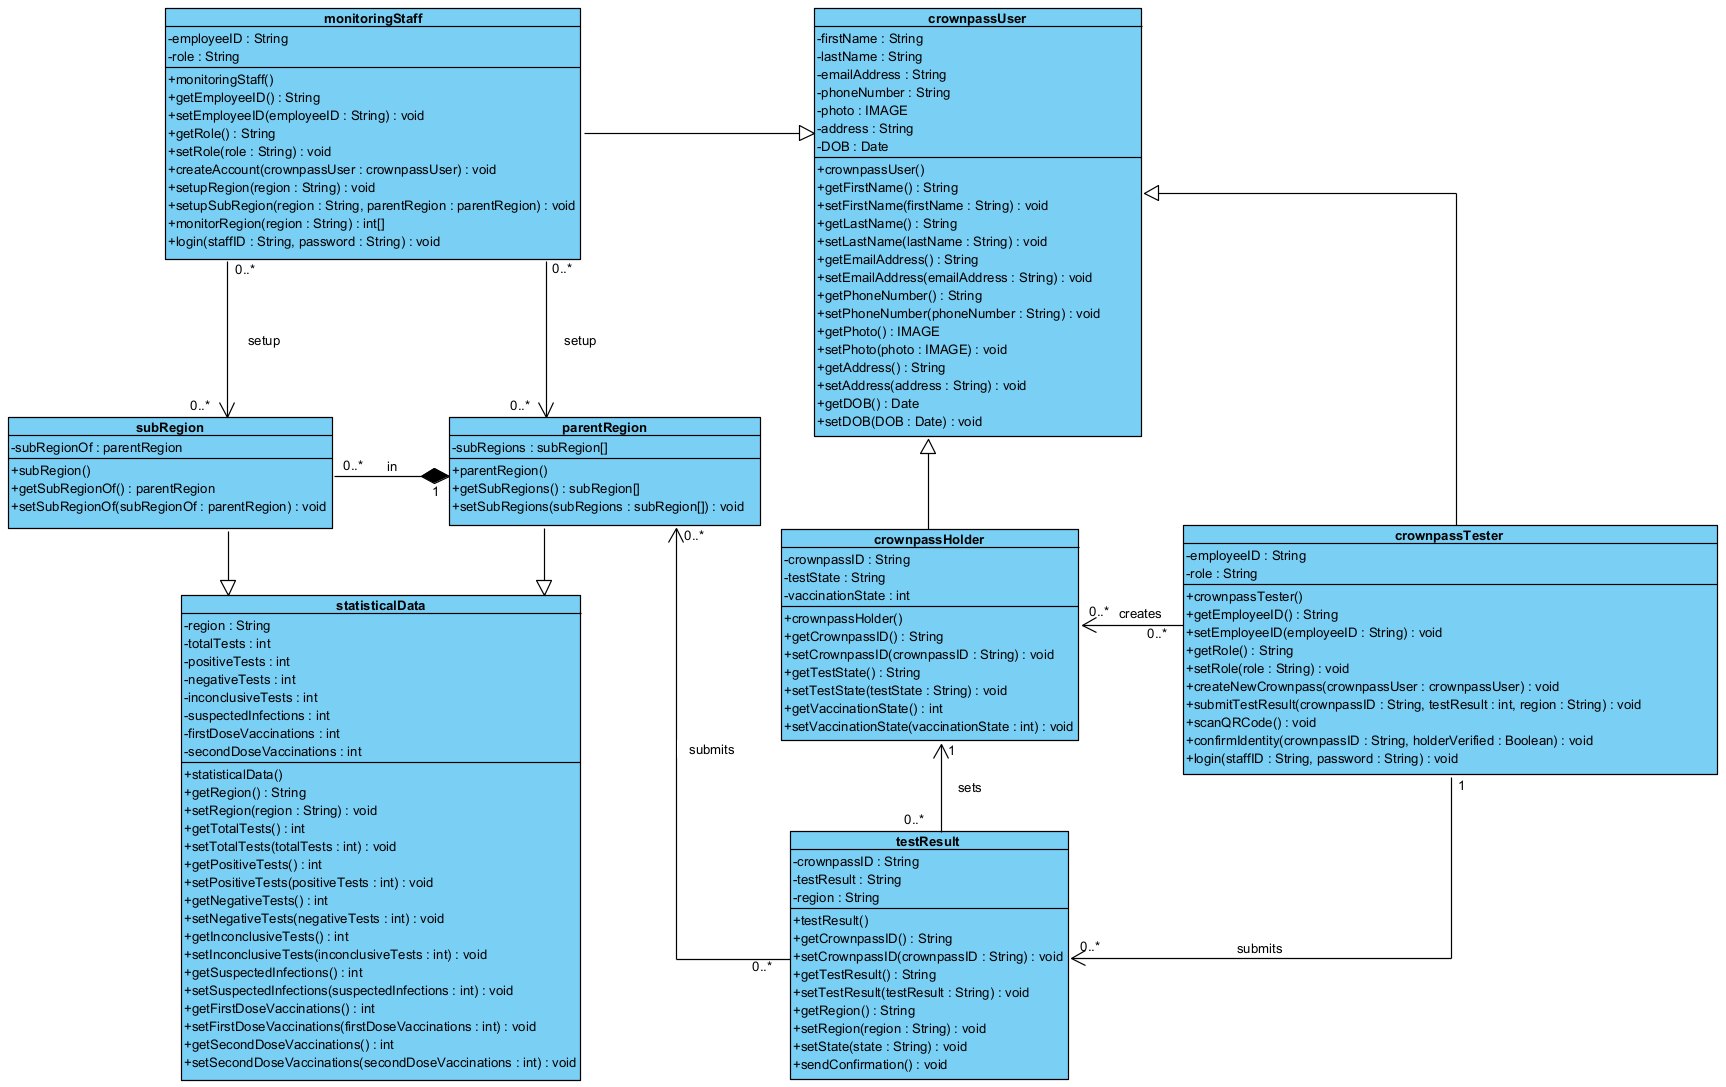 monitoringStaff
-employeeID : String
-role : String
+monitoringStaff()
+getEmployeeID() : String
+setEmployeeID(employeeID : String) : void
+getRole() : String
+setRole(role : String) : void
+createAccount(crownpassUser : crownpassUser) : void
+setupRegion(region : String) : void
+setupSubRegion(region : String, parentRegion : parentRegion) : void
+monitorRegion(region : String) : int[]
+login(staffID : String, password : String) : void
crownpassUser
-firstName : String
-lastName : String
-emailAddress : String
-phoneNumber : String
-photo : IMAGE
-address : String
-DOB : Date
+crownpassUser()
+getFirstName() : String
+setFirstName(firstName : String) : void
+getLastName() : String
+setLastName(lastName : String) : void
+getEmailAddress() : String
+setEmailAddress(emailAddress : String) : void
+getPhoneNumber() : String
+setPhoneNumber(phoneNumber : String) : void
+getPhoto() : IMAGE
+setPhoto(photo : IMAGE) : void
+getAddress() : String
+setAddress(address : String) : void
+getDOB() : Date
+setDOB(DOB : Date) : void
0..*
0..*
setup
setup
0..*
0..*
subRegion
-subRegionOf : parentRegion
+subRegion()
+getSubRegionOf() : parentRegion
+setSubRegionOf(subRegionOf : parentRegion) : void
0..*
in
1
parentRegion
-subRegions : subRegion[]
+parentRegion()
+getSubRegions() : subRegion[]
+setSubRegions(subRegions : subRegion[]) : void
0..*
statisticalData
-region : String
-totalTests : int
-positiveTests : int
-negativeTests : int
-inconclusiveTests : int
-suspectedInfections : int
-firstDoseVaccinations : int
-secondDoseVaccinations : int
+statisticalData()
+getRegion() : String
+setRegion(region : String) : void
+getTotalTests() : int
+setTotalTests(totalTests : int) : void
+getPositiveTests() : int
+setPositiveTests(positiveTests : int) : void
+getNegativeTests() : int
+setNegativeTests(negativeTests : int) : void
+getInconclusiveTests() : int
+setInconclusiveTests(inconclusiveTests : int) : void
+getSuspectedInfections() : int
+setSuspectedInfections(suspectedInfections : int) : void
+getFirstDoseVaccinations() : int
+setFirstDoseVaccinations(firstDoseVaccinations : int) : void
+getSecondDoseVaccinations() : int
+setSecondDoseVaccinations(secondDoseVaccinations : int) : void
submits
0..*
crownpassHolder
-crownpassID : String
-testState : String
-vaccinationState : int
+crownpassHolder()
+getCrownpassID() : String
+setCrownpassID(crownpassID : String) : void
+getTestState() : String
+setTestState(testState : String) : void
+getVaccinationState() : int
+setVaccinationState(vaccinationState : int) : void
0..*
creates
0..*
crownpassTester
-employeeID : String
-role : String
+crownpassTester()
+getEmployeeID() : String
+setEmployeeID(employeeID : String) : void
+getRole() : String
+setRole(role : String) : void
+createNewCrownpass(crownpassUser : crownpassUser) : void
+submitTestResult(crownpassID : String, testResult : int, region : String) : void
+scanQRCode() : void
+confirmIdentity(crownpassID : String, holderVerified : Boolean) : void
+login(staffID : String, password : String) : void
1
sets
0..*
1
testResult
-crownpassID : String
-testResult : String
-region : String
+testResult()
+getCrownpassID() : String
+setCrownpassID(crownpassID : String) : void
+getTestResult() : String
+setTestResult(testResult : String) : void
+getRegion() : String
+setRegion(region : String) : void
+setState(state : String) : void
+sendConfirmation() : void
0..*
submits